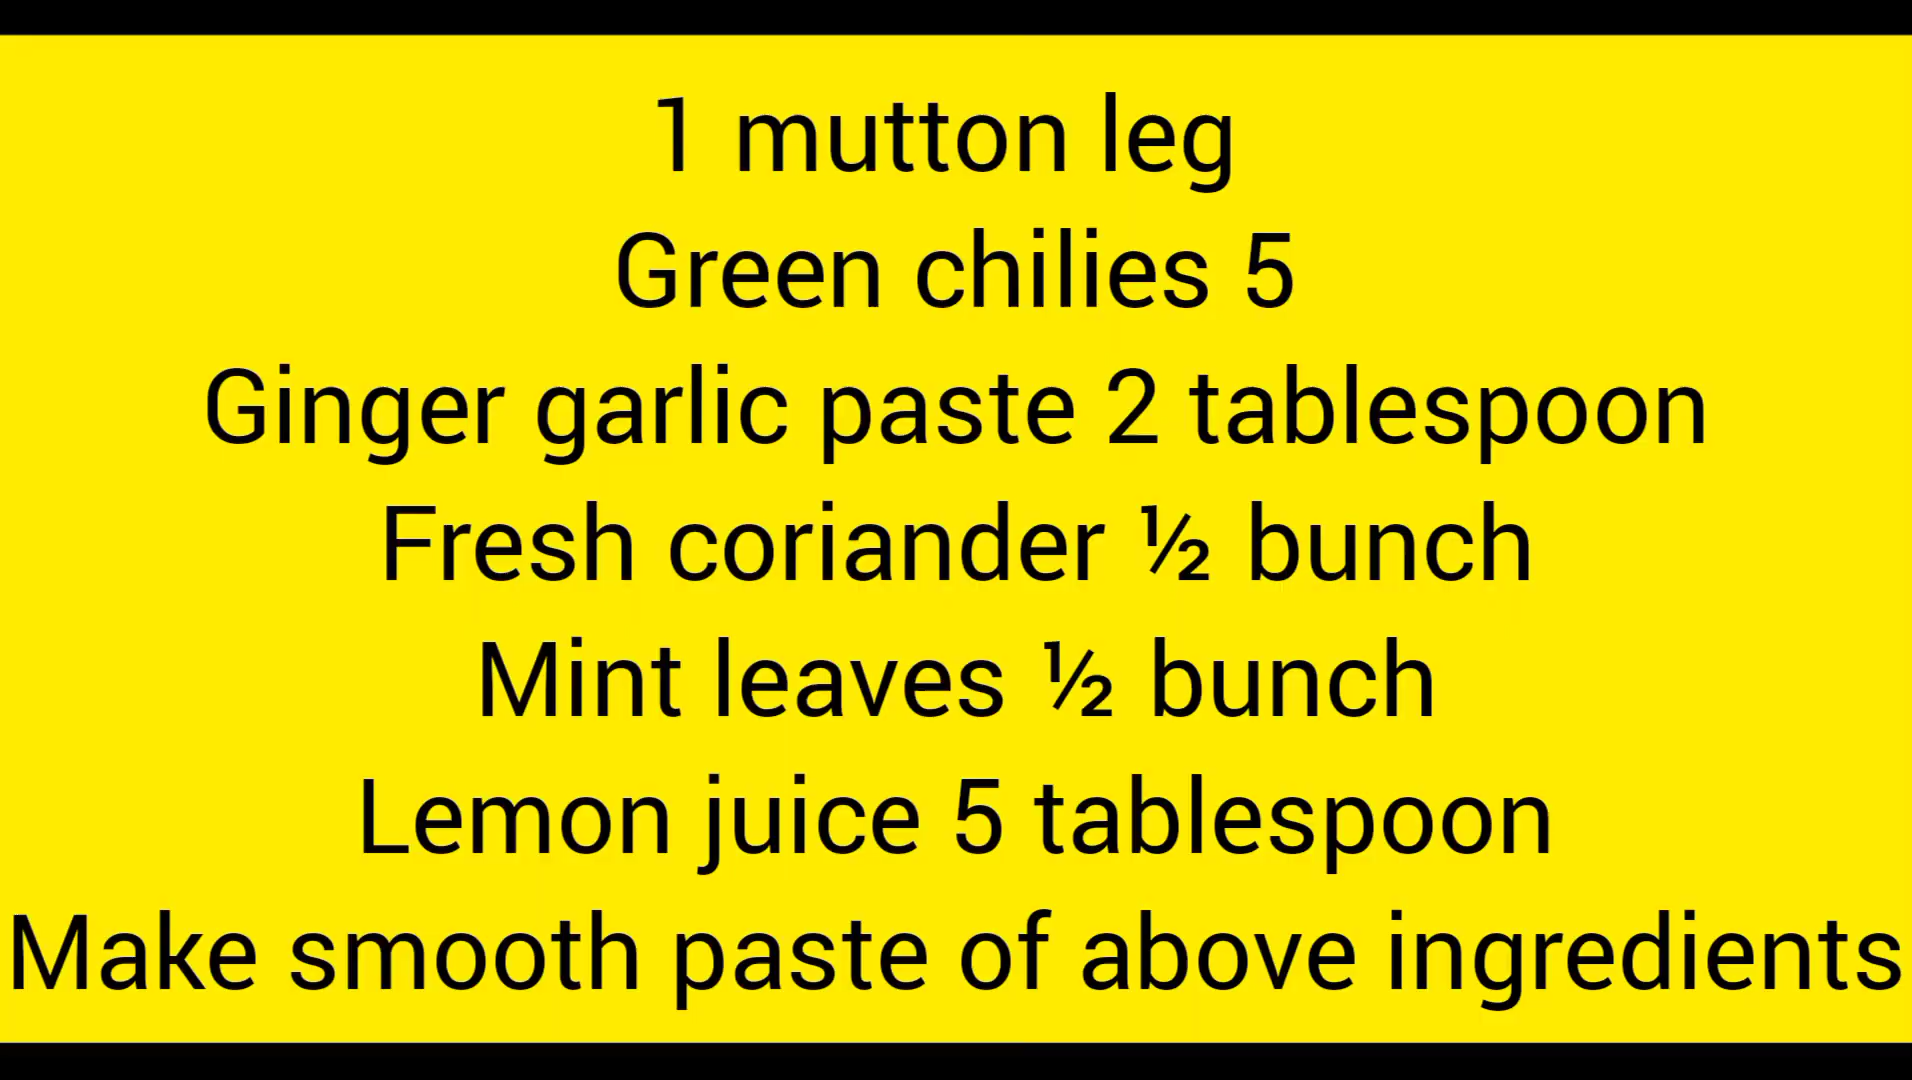 1 mutton leg
Green chilies 5
Ginger garlic paste 2 tablespoon
Fresh coriander ½ bunch
Mint leaves ½ bunch
Lemon juice 5 tablespoon
Make smooth paste of above ingredients